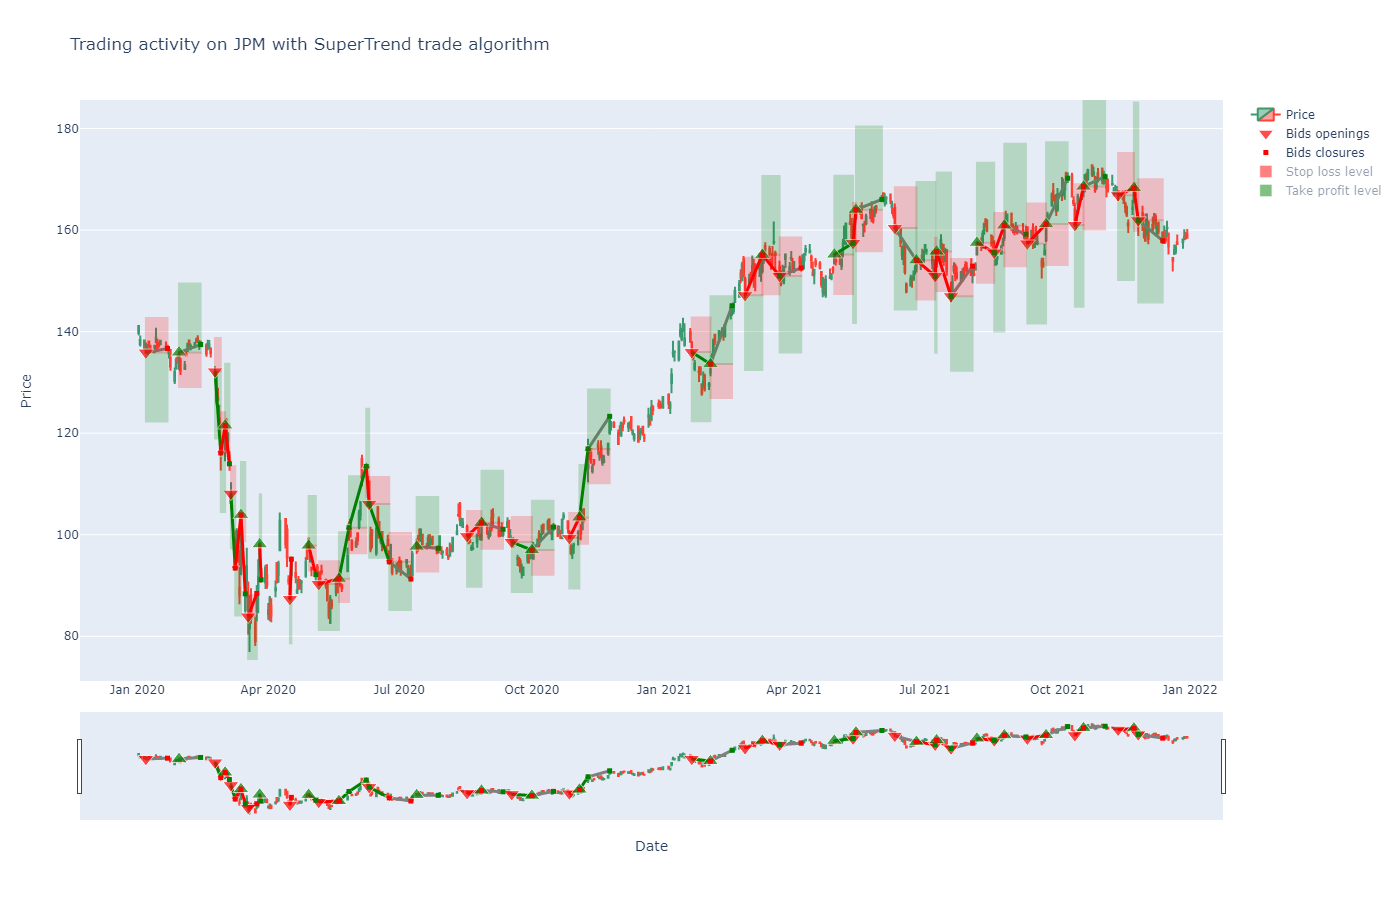 Trading activity on JPM with SuperTrend trade algorithm
Price
Bids openings
Bids closures
Stop loss level
Take profit level
180
160
140
120
100
80
Price
Jan 2020
Apr 2020
Jul 2020
Oct 2020
Jan 2021
Apr 2021
Jul 2021
Oct 2021
Jan 2022
Date